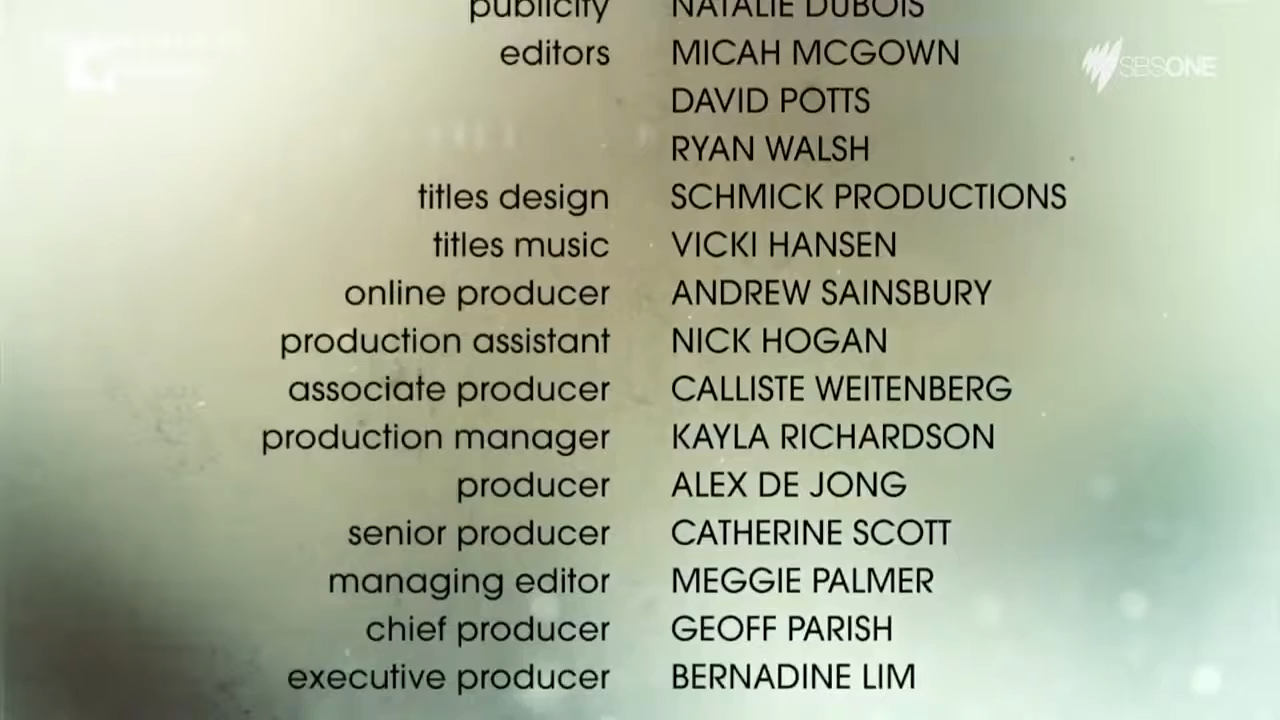 publicity NATALIE DUBOIS
editors MICAH MCGOWN
DAVID POTTS
RYAN WALSH
titles design SCHMICK PRODUCTIONS
titles music VICKI HANSEN
online producer ANDREW SAINSBURY
production assistant NICK HOGAN
associate producer CALLISTE WEITENBERG
production manager KAYLA RICHARDSON
producer ALEX DE JONG
senior producer CATHERINE SCOTT
managing editor MEGGIE PALMER
chief producer GEOFF PARISH
executive producer BERNADINE LIM
SBSONE